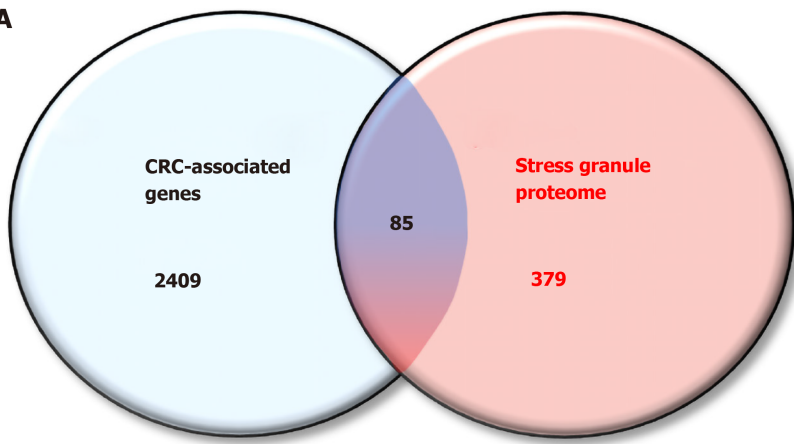 A
CRC-associated
genes
Stress granule
proteome
85
2409
379